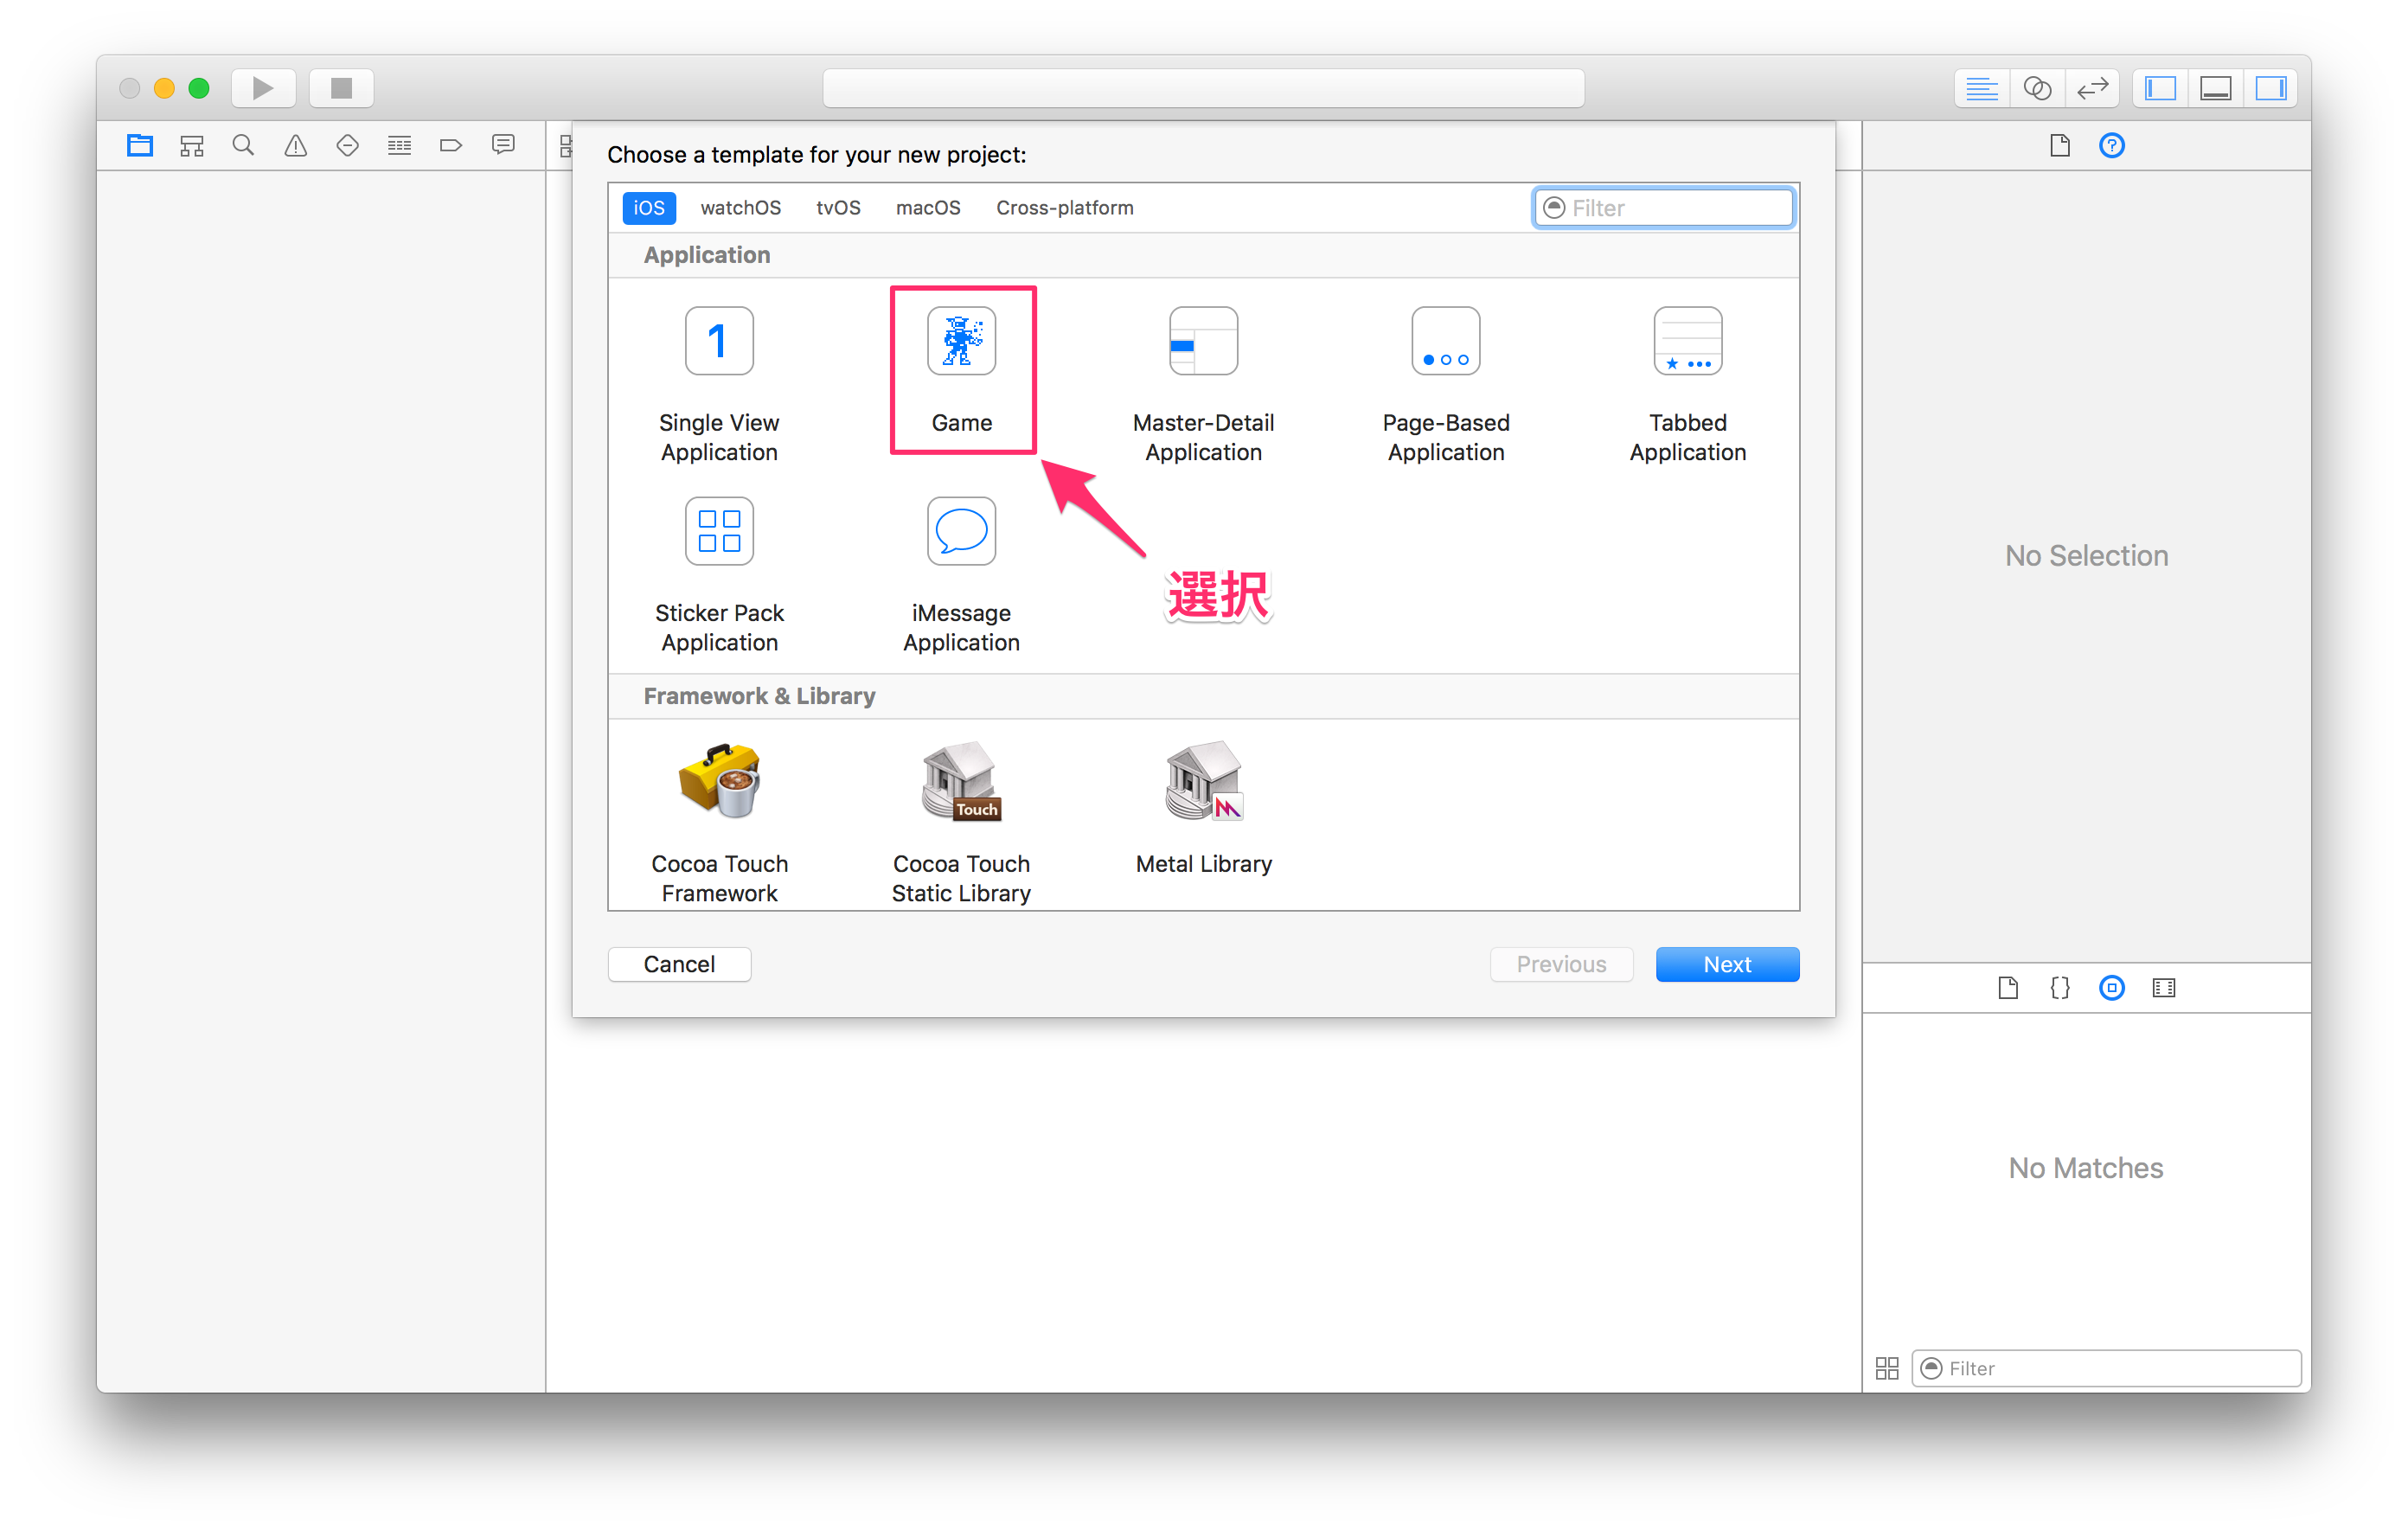 Choose a template for your new project:
iOS watchOS tvOS macOS Cross-platform Filter
Application
1
Single View
Application
Game
Master-Detail
Application
Page-Based
Application
Tabbed
Application
選択
Sticker Pack
Application
iMessage
Application
No Selection
Framework & Library
Touch
Cocoa Touch
Framework
Cocoa Touch
Static Library
Metal Library
Cancel
Previous
Next
No Matches
Filter